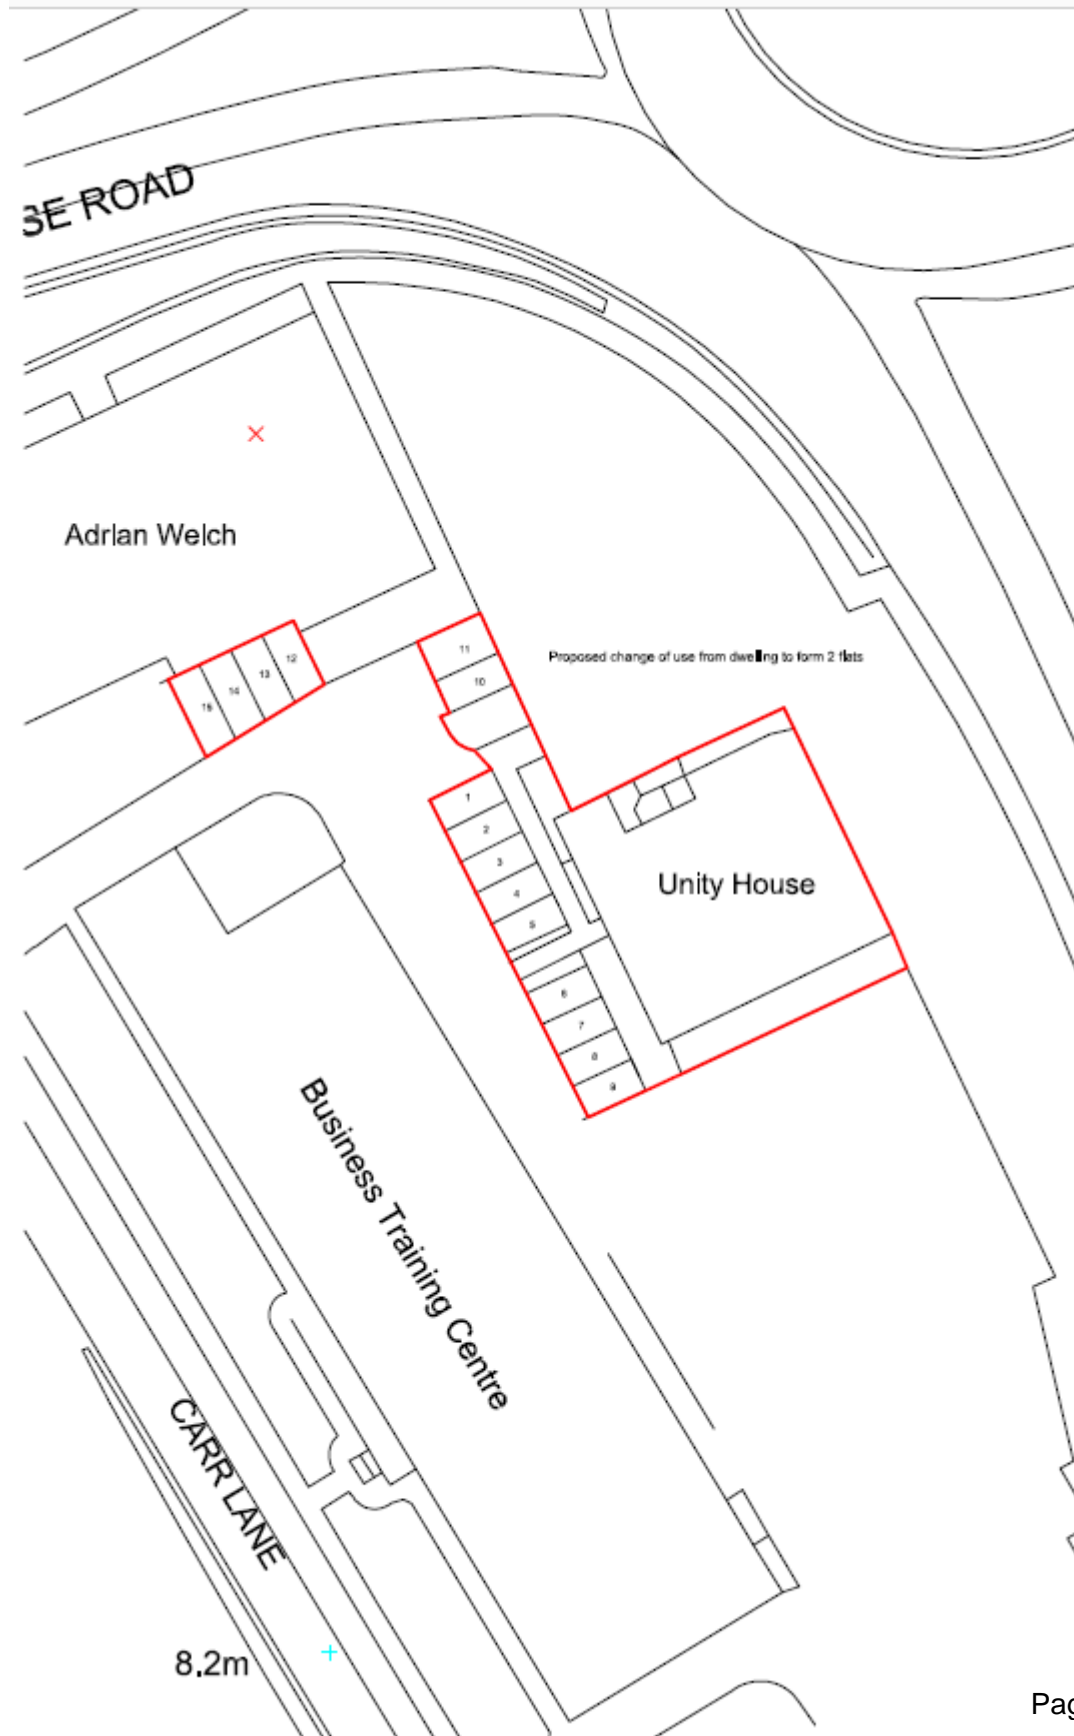 SE ROAD
Adrian Welch
11
10
12
13
14
15
Proposed change of use from dwelling to form 2 flats
1
2
3
4
5
Unity House
6
7
8
9
Business Training Centre
CARR LANE
8.2m
Pag